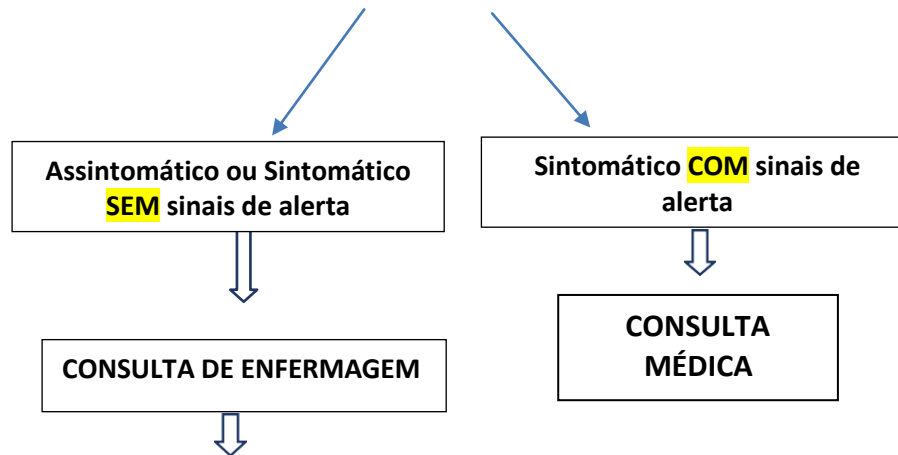 Assintomático ou Sintomático
SEM sinais de alerta
Sintomático COM sinais de
alerta
CONSULTA DE ENFERMAGEM
CONSULTA
MÉDICA